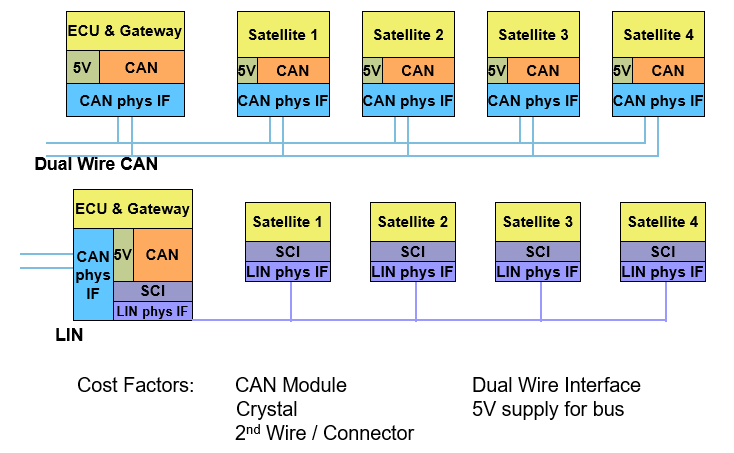 ECU & Gateway
5V CAN
CAN phys IF
Satellite 1
5V CAN
CAN phys IF
Satellite 2
5V CAN
CAN phys IF
Satellite 3
5V CAN
CAN phys IF
Satellite 4
5V CAN
CAN phys IF
Dual Wire CAN
ECU & Gateway
CAN
phys
IF
5V CAN
SCI
LIN phys IF
Satellite 1
SCI
LIN phys IF
Satellite 2
SCI
LIN phys IF
Satellite 3
SCI
LIN phys IF
Satellite 4
SCI
LIN phys IF
LIN
Cost Factors: CAN Module Dual Wire Interface
Crystal 5V supply for bus
2nd Wire / Connector